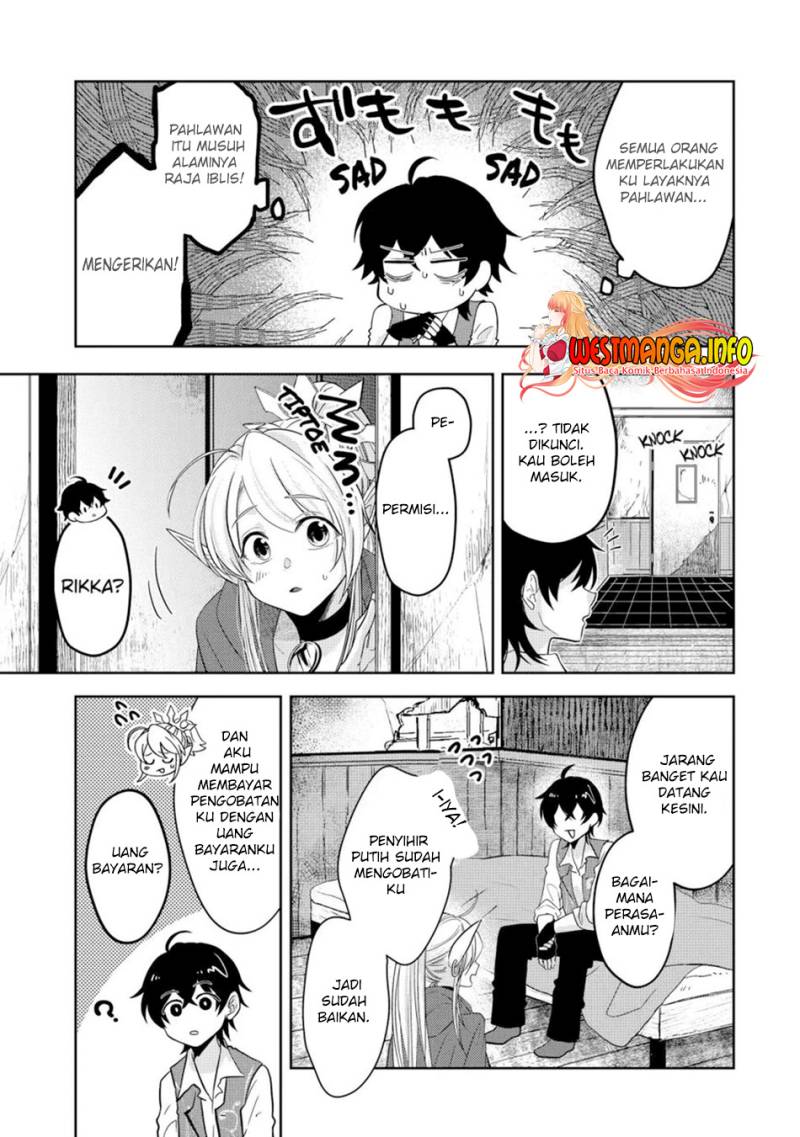 SEMUA ORANG
MEMPERLAKUKAN
KU LAYAKNYA
PAHLAWAN...
ずもももも
SAD
SAD
PAHLAWAN
ITU MUSUH
ALAMINYA
RAJA IBLIS!
MENGERIKAN!
WESTMANGA.INFO
Situs Baca Komik Berbahasa Indonesia
KNOCK
KNOCK
...? TIDAK
DIKUNCI.
KAU BOLEH
MASUK.
PE-
PERMISI...
TIPTOE
RIKKA?
JARANG
BANGET KAU
DATANG
KESINI.
BAGAI-
MANA
PERASA-
ANMU?
I-IYA!
PENYIHIR
PUTIH SUDAH
MENGOBATI-
KU
JADI
SUDAH
BAIKAN.
DAN
AKU
MAMPU
MEMBAYAR
PENGOBATAN
KU DENGAN
UANG
BAYARANKU
JUGA...
UANG
BAYARAN?
?